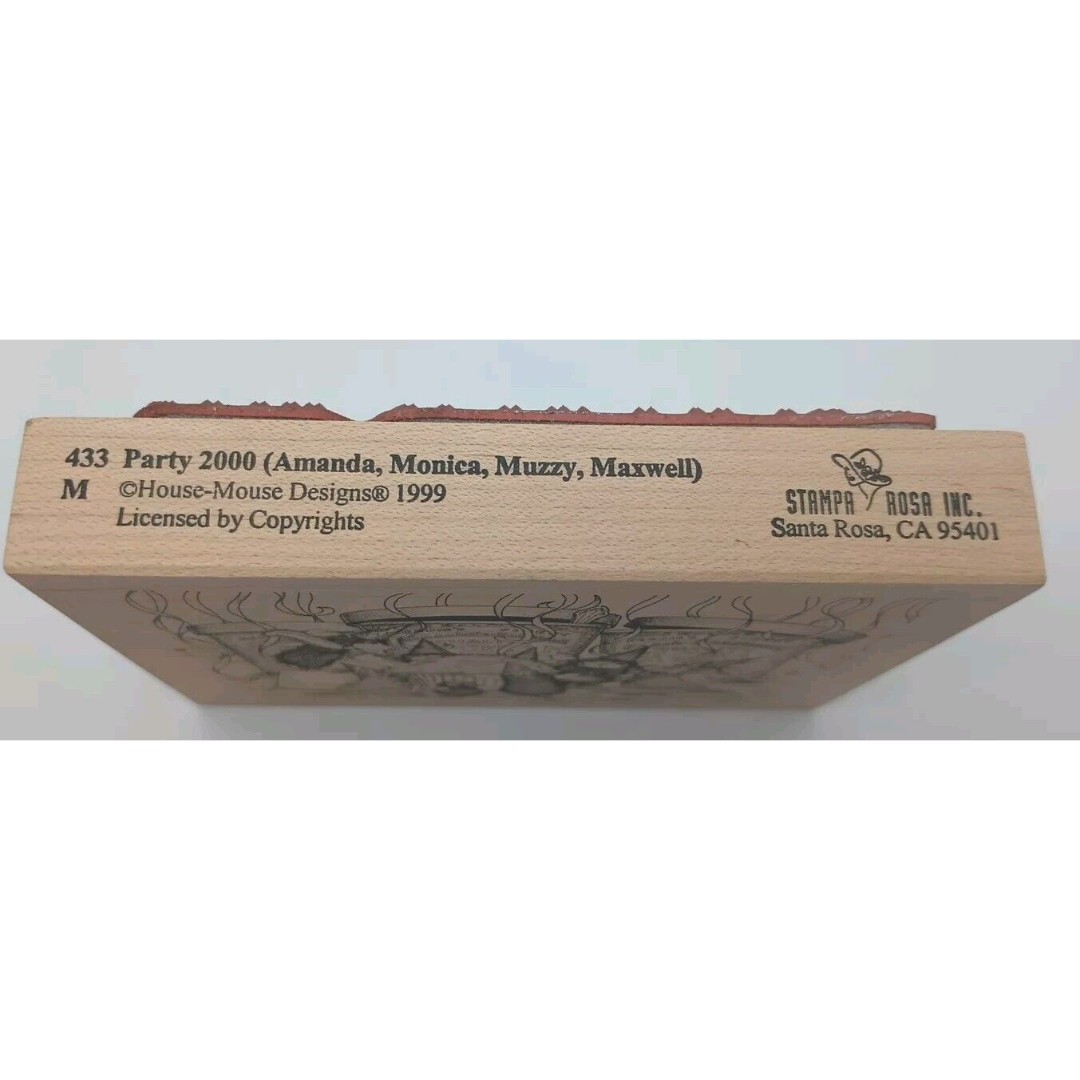 433 Party 2000 (Amanda, Monica, Muzzy, Maxwell)
M ©House-Mouse Designs® 1999
Licensed by Copyrights
STAMPA ROSA INC.
Santa Rosa, CA 95401